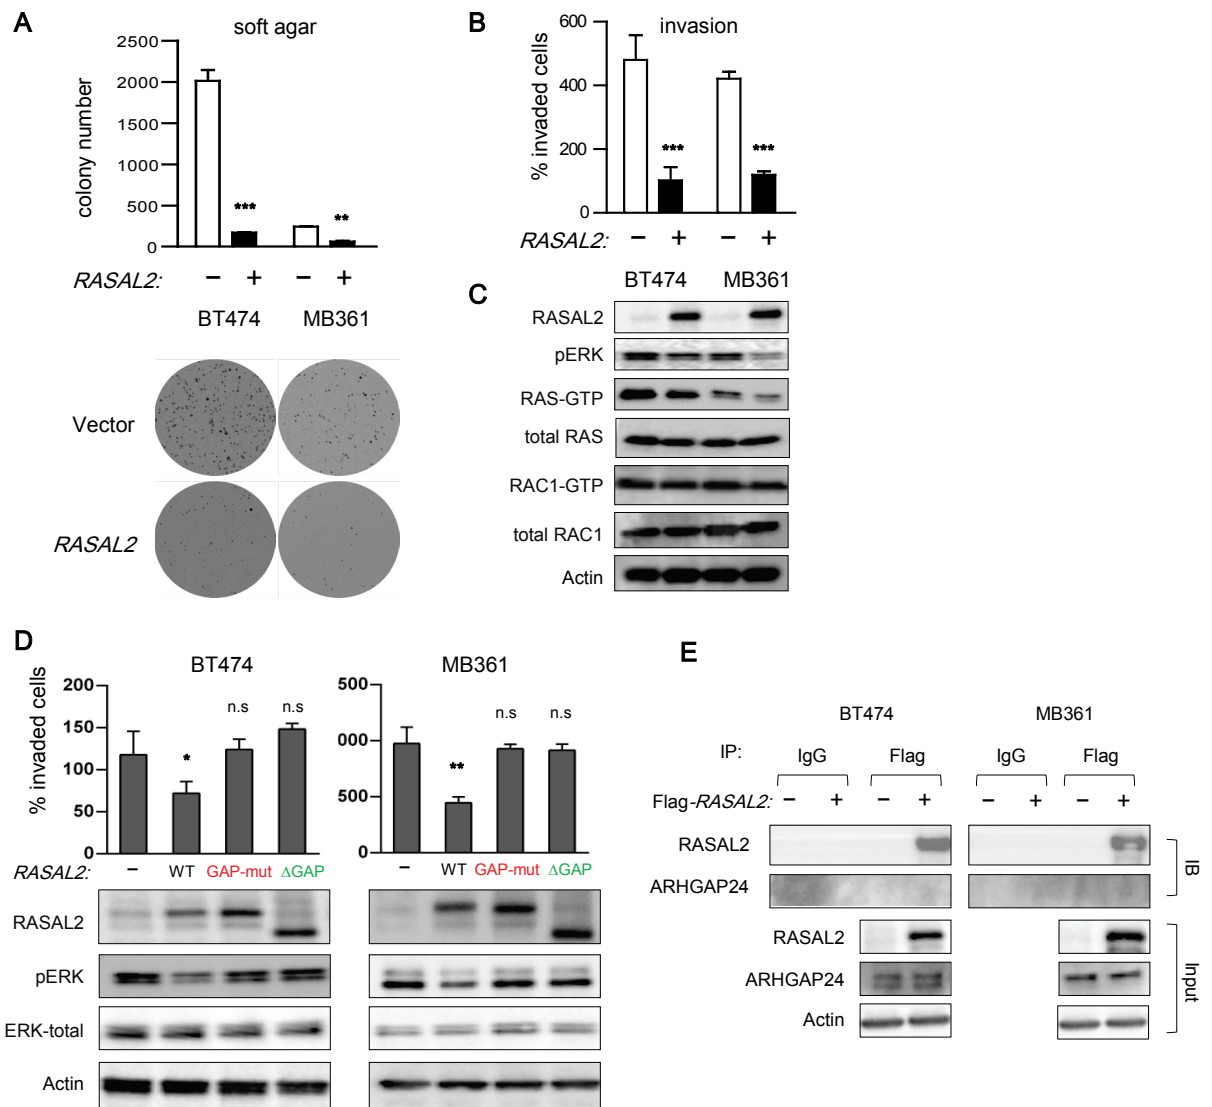 A
soft agar
colony number
2500
2000
1500
1000
500
0
***
**
RASAL2: − + − +
BT474 MB361
Vector
RASAL2
B
invasion
% invaded cells
600
400
200
0
*** ***
RASAL2: − + − +
BT474 MB361
C
RASAL2
pERK
RAS-GTP
total RAS
RAC1-GTP
total RAC1
Actin
D
BT474
% invaded cells
200
150
100
50
0
*
n.s
n.s
RASAL2: − WT GAP-mut ΔGAP
MB361
500
000
500
0
**
n.s
n.s
− WT GAP-mut ΔGAP
RASAL2
pERK
ERK-total
Actin
E
BT474 MB361
IP: IgG Flag IgG Flag
Flag-RASAL2: − + − + − + − +
RASAL2
ARHGAP24
IB
RASAL2
ARHGAP24
Actin
Input